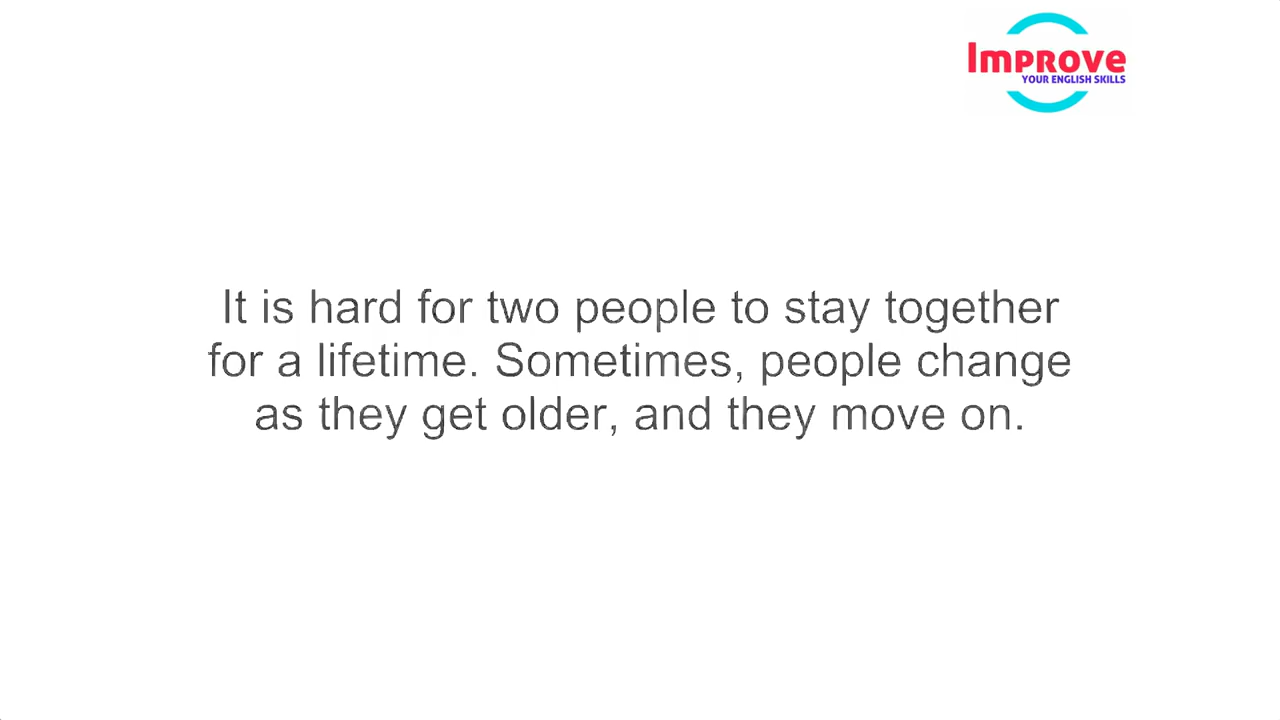 Improve
YOUR ENGLISH SKILLS
It is hard for two people to stay together
for a lifetime. Sometimes, people change
as they get older, and they move on.